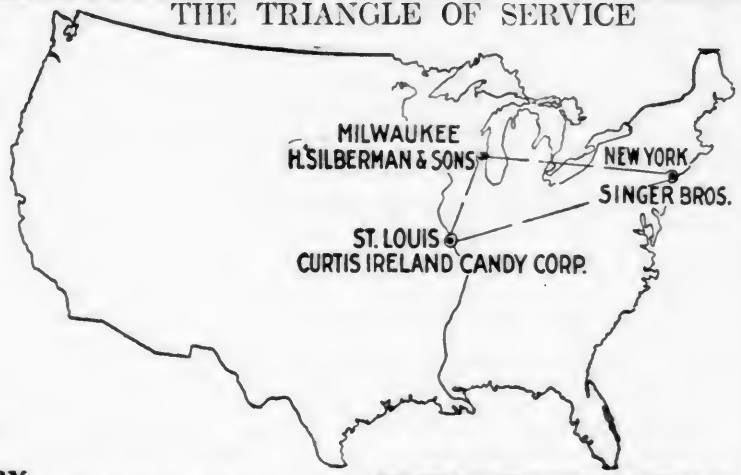 THE TRIANGLE OF SERVICE
MILWAUKEE
H.SILBERMAN & SONS
NEW YORK
SINGER BROS.
ST. LOUIS
CURTIS IRELAND CANDY CORP.